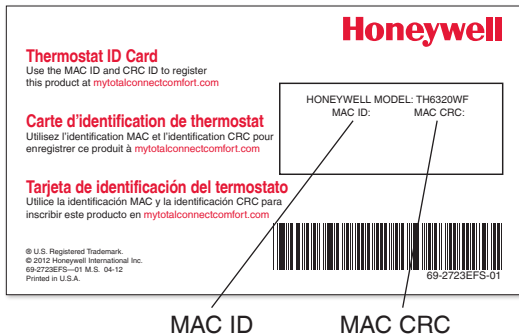 Honeywell
Thermostat ID Card
Use the MAC ID and CRC ID to register
this product at mytotalconnectcomfort.com
HONEYWELL MODEL: TH6320WF
MAC ID: MAC CRC:
Carte d'identification de thermostat
Utilisez l'identification MAC et l'identification CRC pour
enregistrer ce produit à mytotalconnectcomfort.com
Tarjeta de identificación del termostato
Utilice la identificación MAC y la identificación CRC para
inscribir este producto en mytotalconnectcomfort.com
® U.S. Registered Trademark.
© 2012 Honeywell International Inc.
69-2723EFS—01 M.S. 04-12
Printed in U.S.A.
69-2723EFS-01
MAC ID MAC CRC